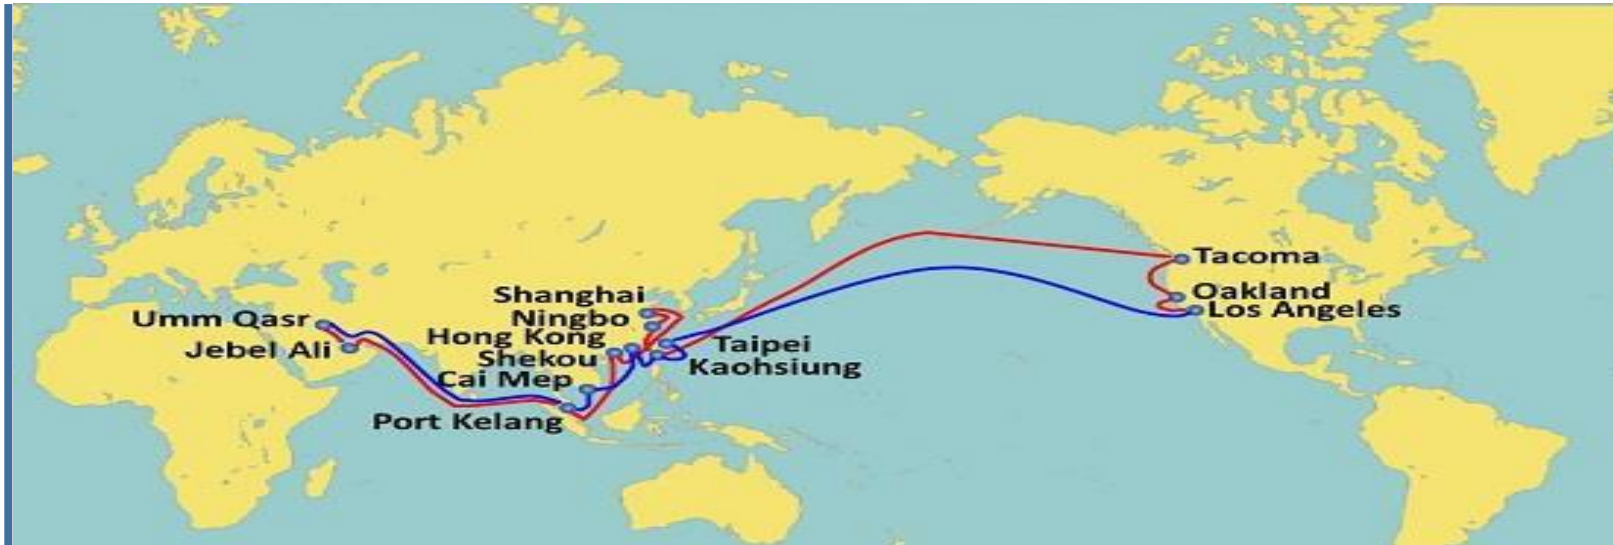 Tacoma
Oakland
Los Angeles
Shanghai
Ningbo
Umm Qasr
Hong Kong
Jebel Ali
Shekou
Taipei
Cai Mep
Kaohsiung
Port Kelang